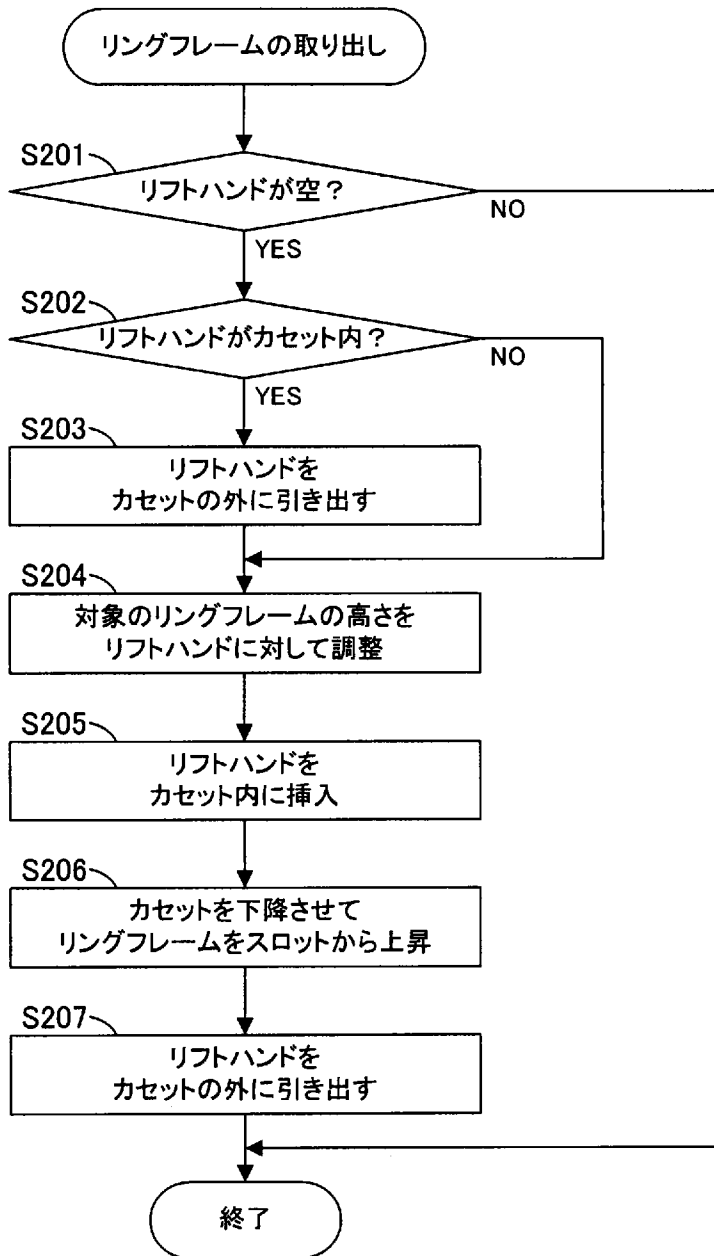 リングフレームの取り出し
S201
リフトハンドが空？
NO
YES
S202
リフトハンドがカセット内？
NO
YES
S203
リフトハンドを
カセットの外に引き出す
S204
対象のリングフレームの高さを
リフトハンドに対して調整
S205
リフトハンドを
カセット内に挿入
S206
カセットを下降させて
リングフレームをスロットから上昇
S207
リフトハンドを
カセットの外に引き出す
終了